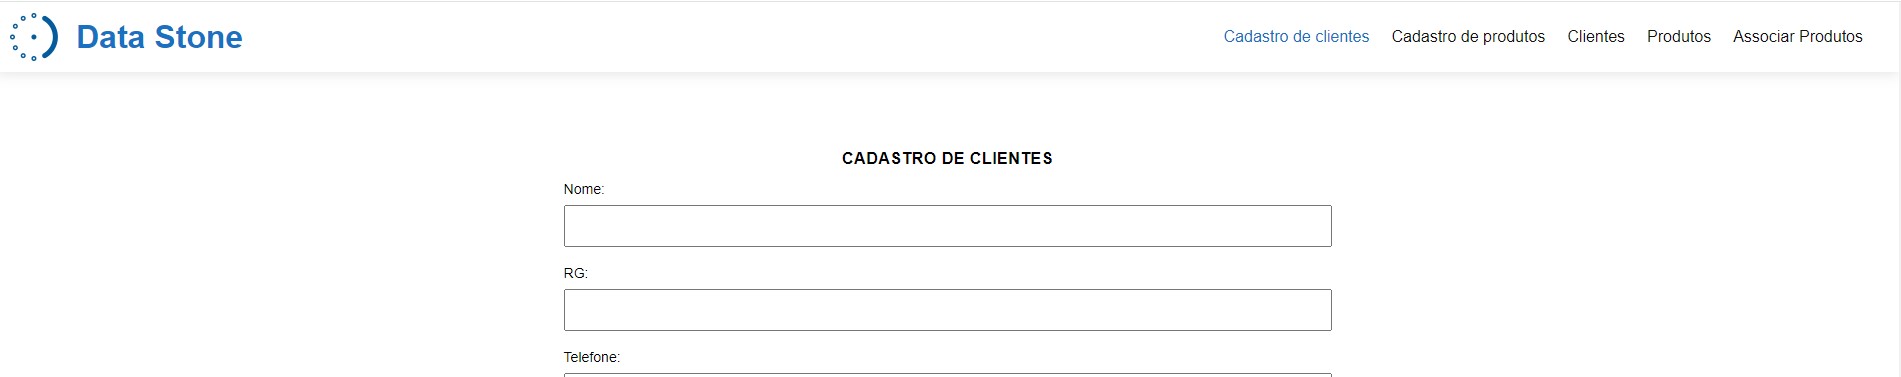 Data Stone
Cadastro de clientes Cadastro de produtos Clientes Produtos Associar Produtos
CADASTRO DE CLIENTES
Nome:
RG:
Telefone: